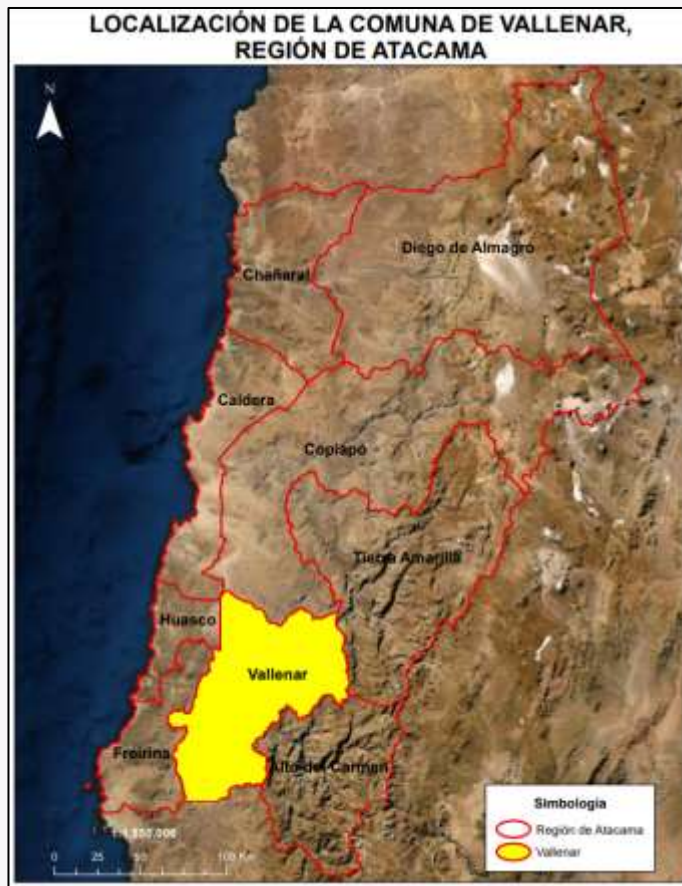 LOCALIZACIÓN DE LA COMUNA DE VALLENAR,
REGIÓN DE ATACAMA
N
Diego de Almagro
Chañaral
Caldera
Copiapó
Tierra Amarilla
Huasco
Vallenar
Freirina
Alto del Carmen
Simbología
Región de Atacama
Vallenar
0 25 50 100 Km